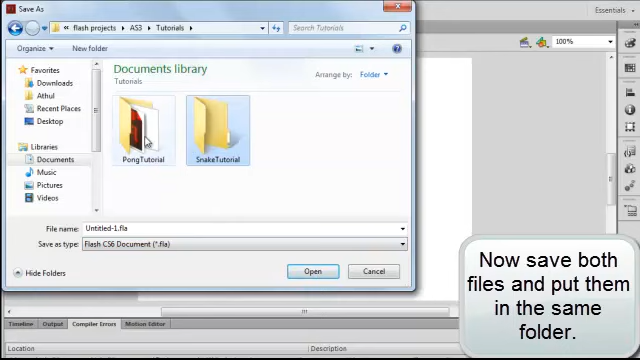 Save As
Essentials
flash projects
AS3
Tutorials
Search Tutorials
100%
Organize
New folder
Favorites
Downloads
Athul
Recent Places
Desktop
Libraries
Documents
Music
Pictures
Videos
Documents library
Tutorials
Arrange by: Folder
PongTutorial
SnakeTutorial
File name: Untitled-1.fla
Save as type: Flash CS6 Document (*.fla)
Hide Folders
Open
Cancel
Now save both
files and put them
in the same
folder.
Timeline
Output
Compiler Errors
Motion Editor
Location
Description